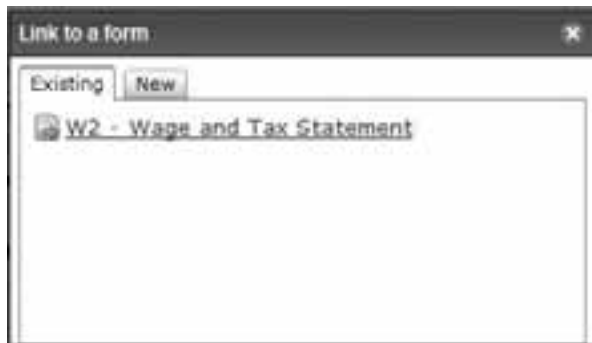 Link to a form
Existing New
W2 - Wage and Tax Statement